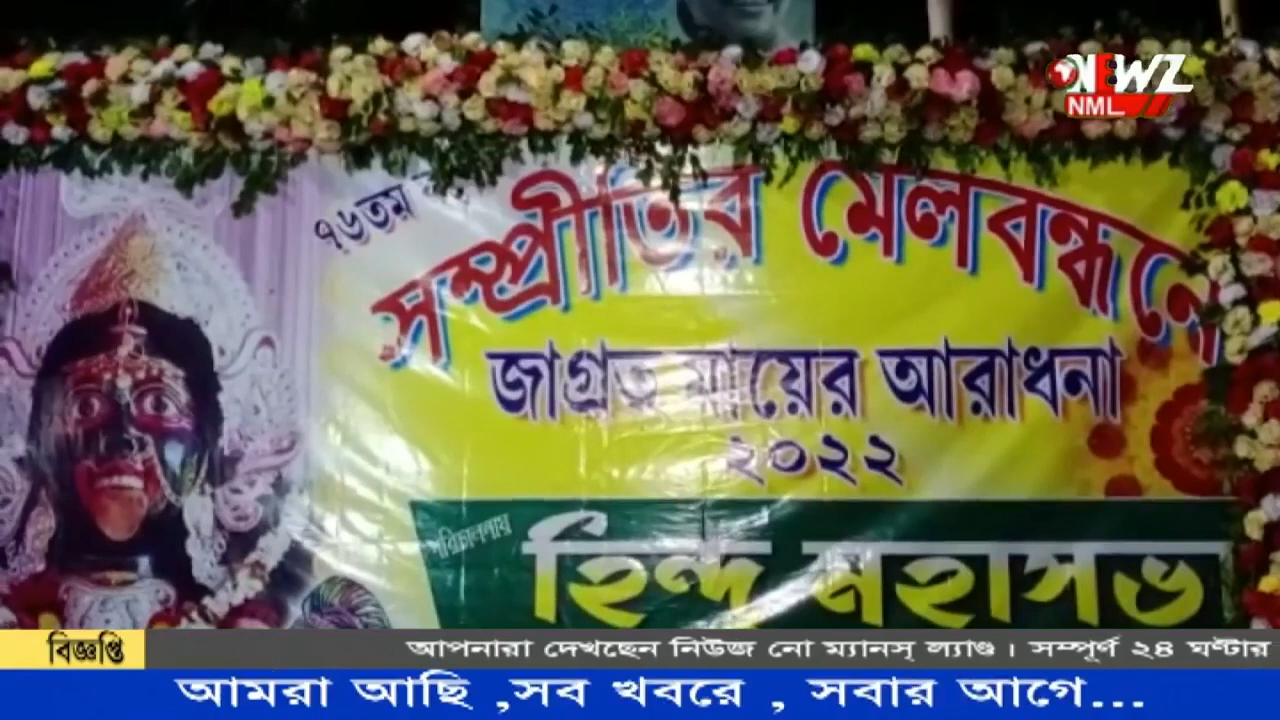 NEWZ
NML
৭৬তম
সম্প্রীতির মেলবন্ধনে
জাগ্রত মায়ের আরাধনা
২০২২
পরিচালনায়
হিন্দু মহাসভ
বিজ্ঞপ্তি
আপনারা দেখছেন নিউজ নো ম্যানস্ ল্যাণ্ড । সম্পূর্ণ ২৪ ঘণ্টার
আমরা আছি ,সব খবরে , সবার আগে...